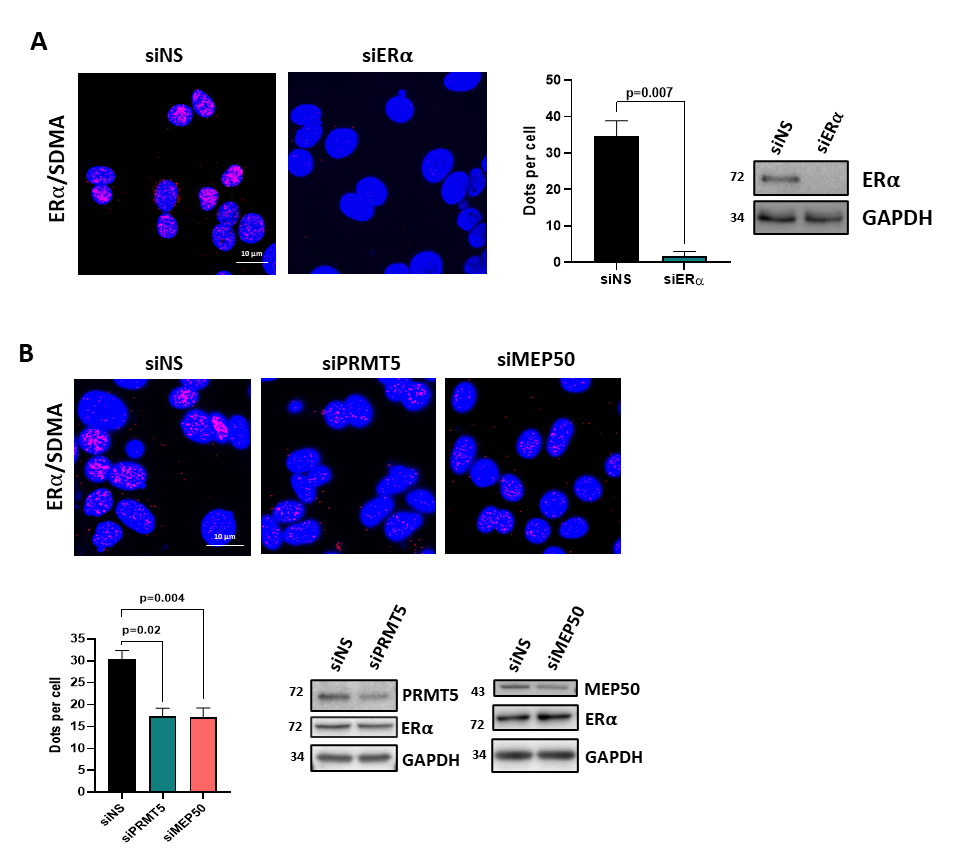 A
siNS
siERα
ERα/SDMA
10 µm
50
40
30
20
10
0
Dots per cell
p=0.007
siNS
siERα
siNS
siERα
72
ERα
34
GAPDH
B
siNS
siPRMT5
siMEP50
ERα/SDMA
10 µm
p=0.004
p=0.02
35
30
25
20
15
10
5
0
Dots per cell
siNS
siPRMT5
siMEP50
siNS
siPRMT5
72
PRMT5
72
ERα
34
GAPDH
siNS
siMEP50
43
MEP50
72
ERα
34
GAPDH